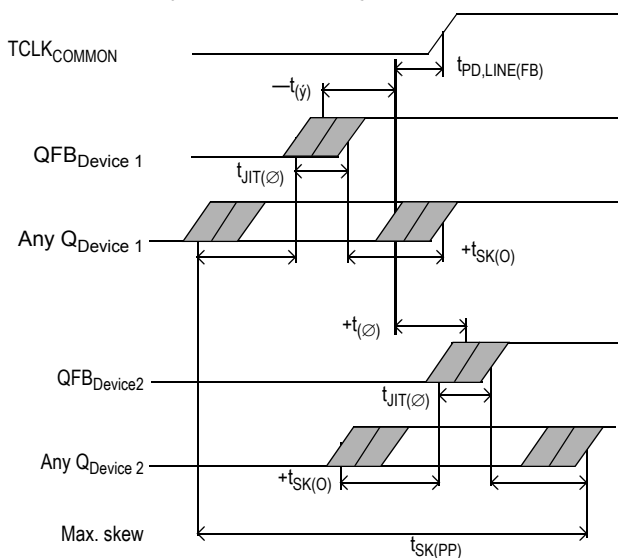 TCLKCOMMON
tPD,LINE(FB)
—t(ý)
QFBDevice 1
tJIT(∅)
Any QDevice 1
+tSK(O)
+t(∅)
QFBDevice2
tJIT(∅)
Any QDevice 2
+tSK(O)
Max. skew
tSK(PP)